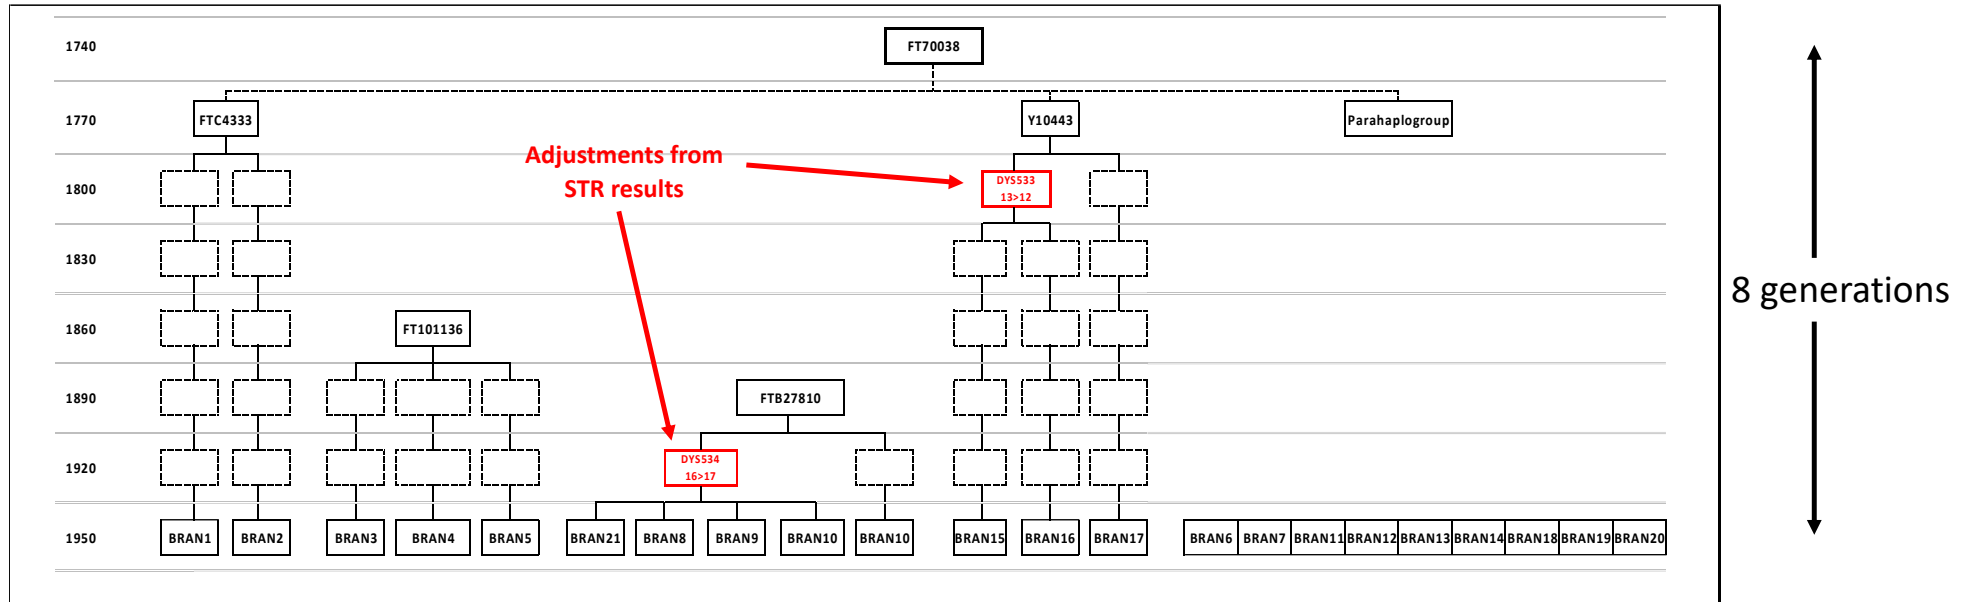 1740
FT70038
1770
FTC4333
Y10443
Parahaplogroup
Adjustments from
STR results
1800
DYS533
13>12
1830
8 generations
1860
FT101136
1890
FTB27810
1920
DYS534
16>17
1950
BRAN1
BRAN2
BRAN3
BRAN4
BRAN5
BRAN21
BRAN8
BRAN9
BRAN10
BRAN10
BRAN15
BRAN16
BRAN17
BRAN6
BRAN7
BRAN11
BRAN12
BRAN13
BRAN14
BRAN18
BRAN19
BRAN20